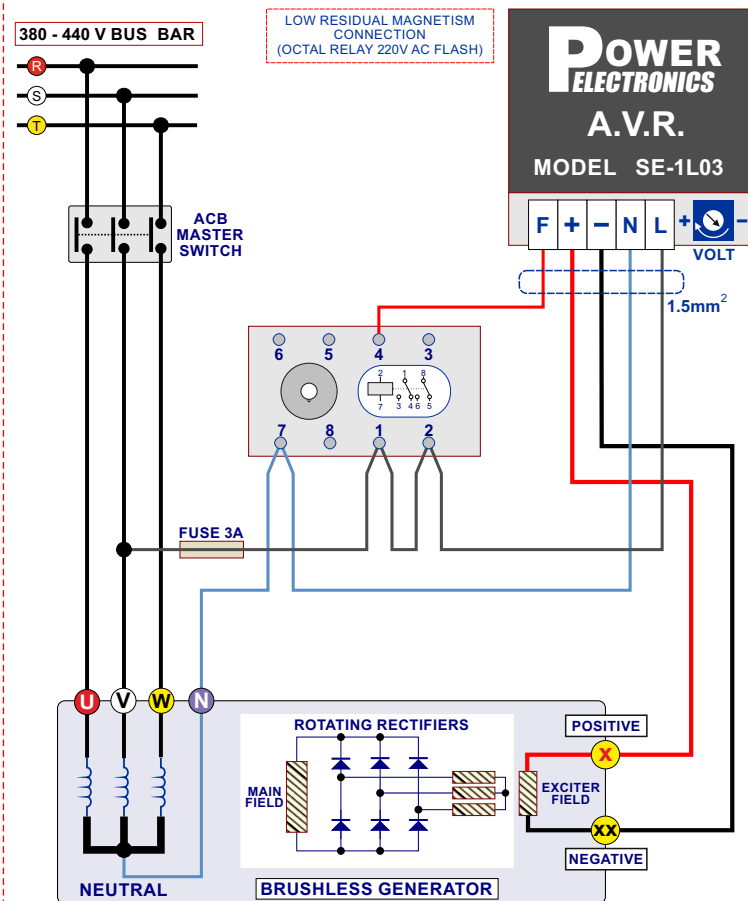 380 - 440 V BUS BAR
LOW RESIDUAL MAGNETISM
CONNECTION
(OCTAL RELAY 220V AC FLASH)
POWER
ELECTRONICS
A.V.R.
MODEL SE-1L03
R
S
T
ACB
MASTER
SWITCH
F + − N L + −
VOLT
1.5mm²
6 5 4 3
2 1 8
7 3 4 6 5
7 8 1 2
FUSE 3A
U V W N
ROTATING RECTIFIERS
MAIN
FIELD
EXCITER
FIELD
POSITIVE
X
XX
NEGATIVE
NEUTRAL
BRUSHLESS GENERATOR